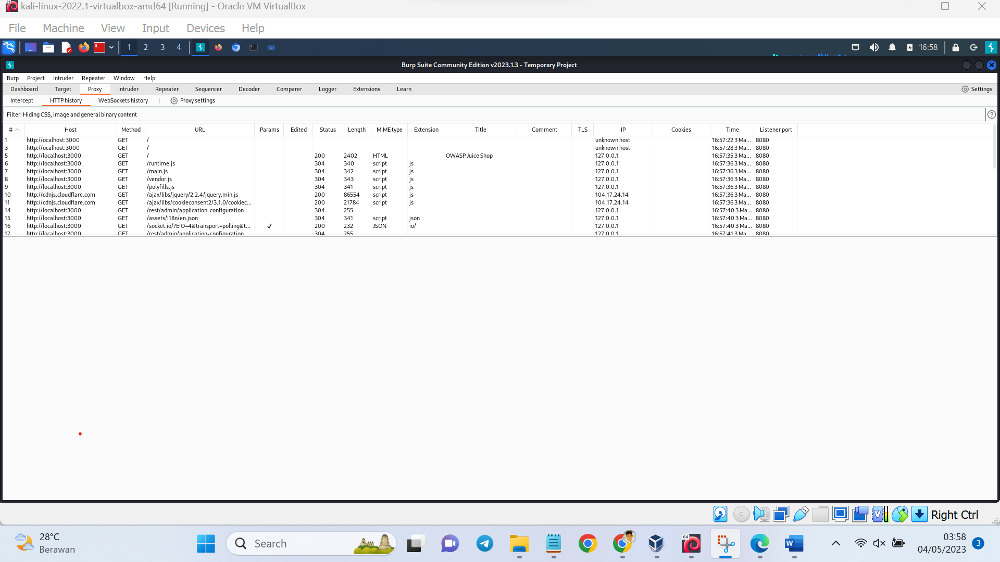 kali-linux-2022.1-virtualbox-amd64 [Running] - Oracle VM VirtualBox
File Machine View Input Devices Help
1 2 3 4 16:58
Burp Suite Community Edition v2023.1.3 - Temporary Project
Burp Project Intruder Repeater Window Help
Dashboard Target Proxy Intruder Repeater Sequencer Decoder Comparer Logger Extensions Learn Settings
Intercept HTTP history WebSockets history Proxy settings
Filter: Hiding CSS, image and general binary content
# Host Method URL Params Edited Status Length MIME type Extension Title Comment TLS IP Cookies Time Listener port
1 http://ocalhost:3000 GET / unknown host 16:57:22 3 Ma... 8080
3 http://ocalhost:3000 GET / unknown host 16:57:28 3 Ma... 8080
5 http://localhost:3000 GET / 200 2402 HTML OWASP Juice Shop 127.0.0.1 16:57:35 3 Ma... 8080
6 http://localhost:3000 GET /runtime.js 304 340 script js 127.0.0.1 16:57:36 3 Ma... 8080
7 http://localhost:3000 GET /main.js 304 342 script js 127.0.0.1 16:57:36 3 Ma... 8080
8 http://localhost:3000 GET /vendor.js 304 343 script js 127.0.0.1 16:57:36 3 Ma... 8080
9 http://localhost:3000 GET /polyfills.js 304 341 script js 127.0.0.1 16:57:36 3 Ma... 8080
10 http://cdnjs.cloudflare.com GET /ajax/libs/jquery/2.2.4/jquery.min.js 200 86554 script js 104.17.24.14 16:57:36 3 Ma... 8080
11 http://cdnjs.cloudflare.com GET /ajax/libs/cookieconsent2/3.1.0/cookiec... 200 21784 script js 104.17.24.14 16:57:36 3 Ma... 8080
14 http://localhost:3000 GET /rest/admin/application-configuration 304 255 127.0.0.1 16:57:40 3 Ma... 8080
15 http://localhost:3000 GET /assets/i18n/en.json 304 341 script json 127.0.0.1 16:57:40 3 Ma... 8080
16 http://localhost:3000 GET /socket.io/?EIO=4&transport=polling&t... ✓ 200 232 JSON io/ 127.0.0.1 16:57:40 3 Ma... 8080
17 http://localhost:3000 GET /rest/admin/application-configuration 304 255 127.0.0.1 16:57:41 3 Ma... 8080
Right Ctrl
28°C
Berawan
Search
64
03:58
04/05/2023
3